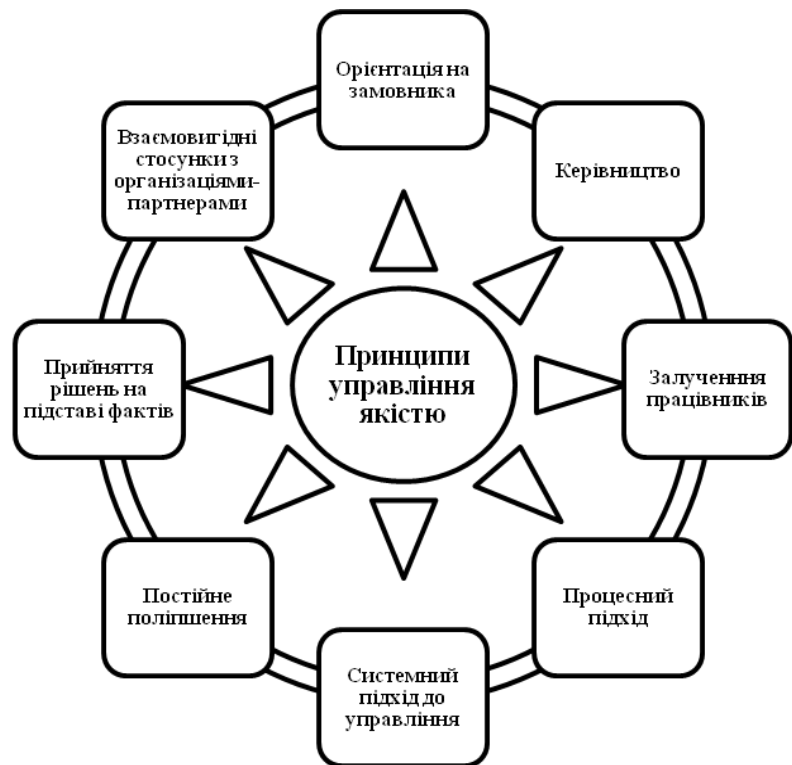 Орієнтація на
замовника
Керівництво
Залученння
працівників
Процесний
підхід
Системний
підхід до
управління
Постійне
поліпшення
Прийняття
рішень на
підставі фактів
Взаємовигідні
стосунки з
організаціями-
партнерами
Принципи
управління
якістю